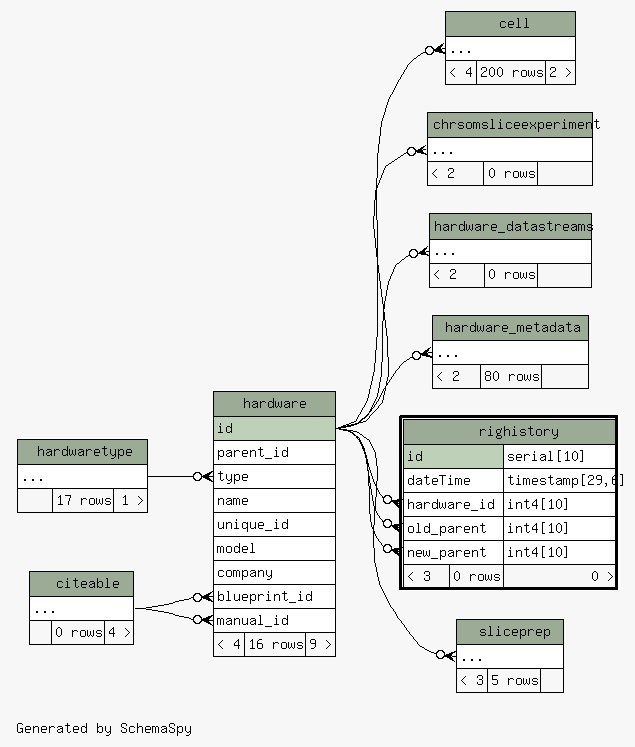 cell
...
< 4 200 rows 2 >
chrsomsliceexperiment
...
< 2 0 rows
hardware_datastreams
...
< 2 0 rows
hardware_metadata
...
< 2 80 rows
hardware
id
parent_id
type
name
unique_id
model
company
blueprint_id
manual_id
< 4 16 rows 9 >
hardwaretype
...
17 rows 1 >
citeable
...
0 rows 4 >
righistory
id serial[10]
dateTime timestamp[29,6]
hardware_id int4[10]
old_parent int4[10]
new_parent int4[10]
< 3 0 rows 0 >
sliceprep
...
< 3 5 rows
Generated by SchemaSpy